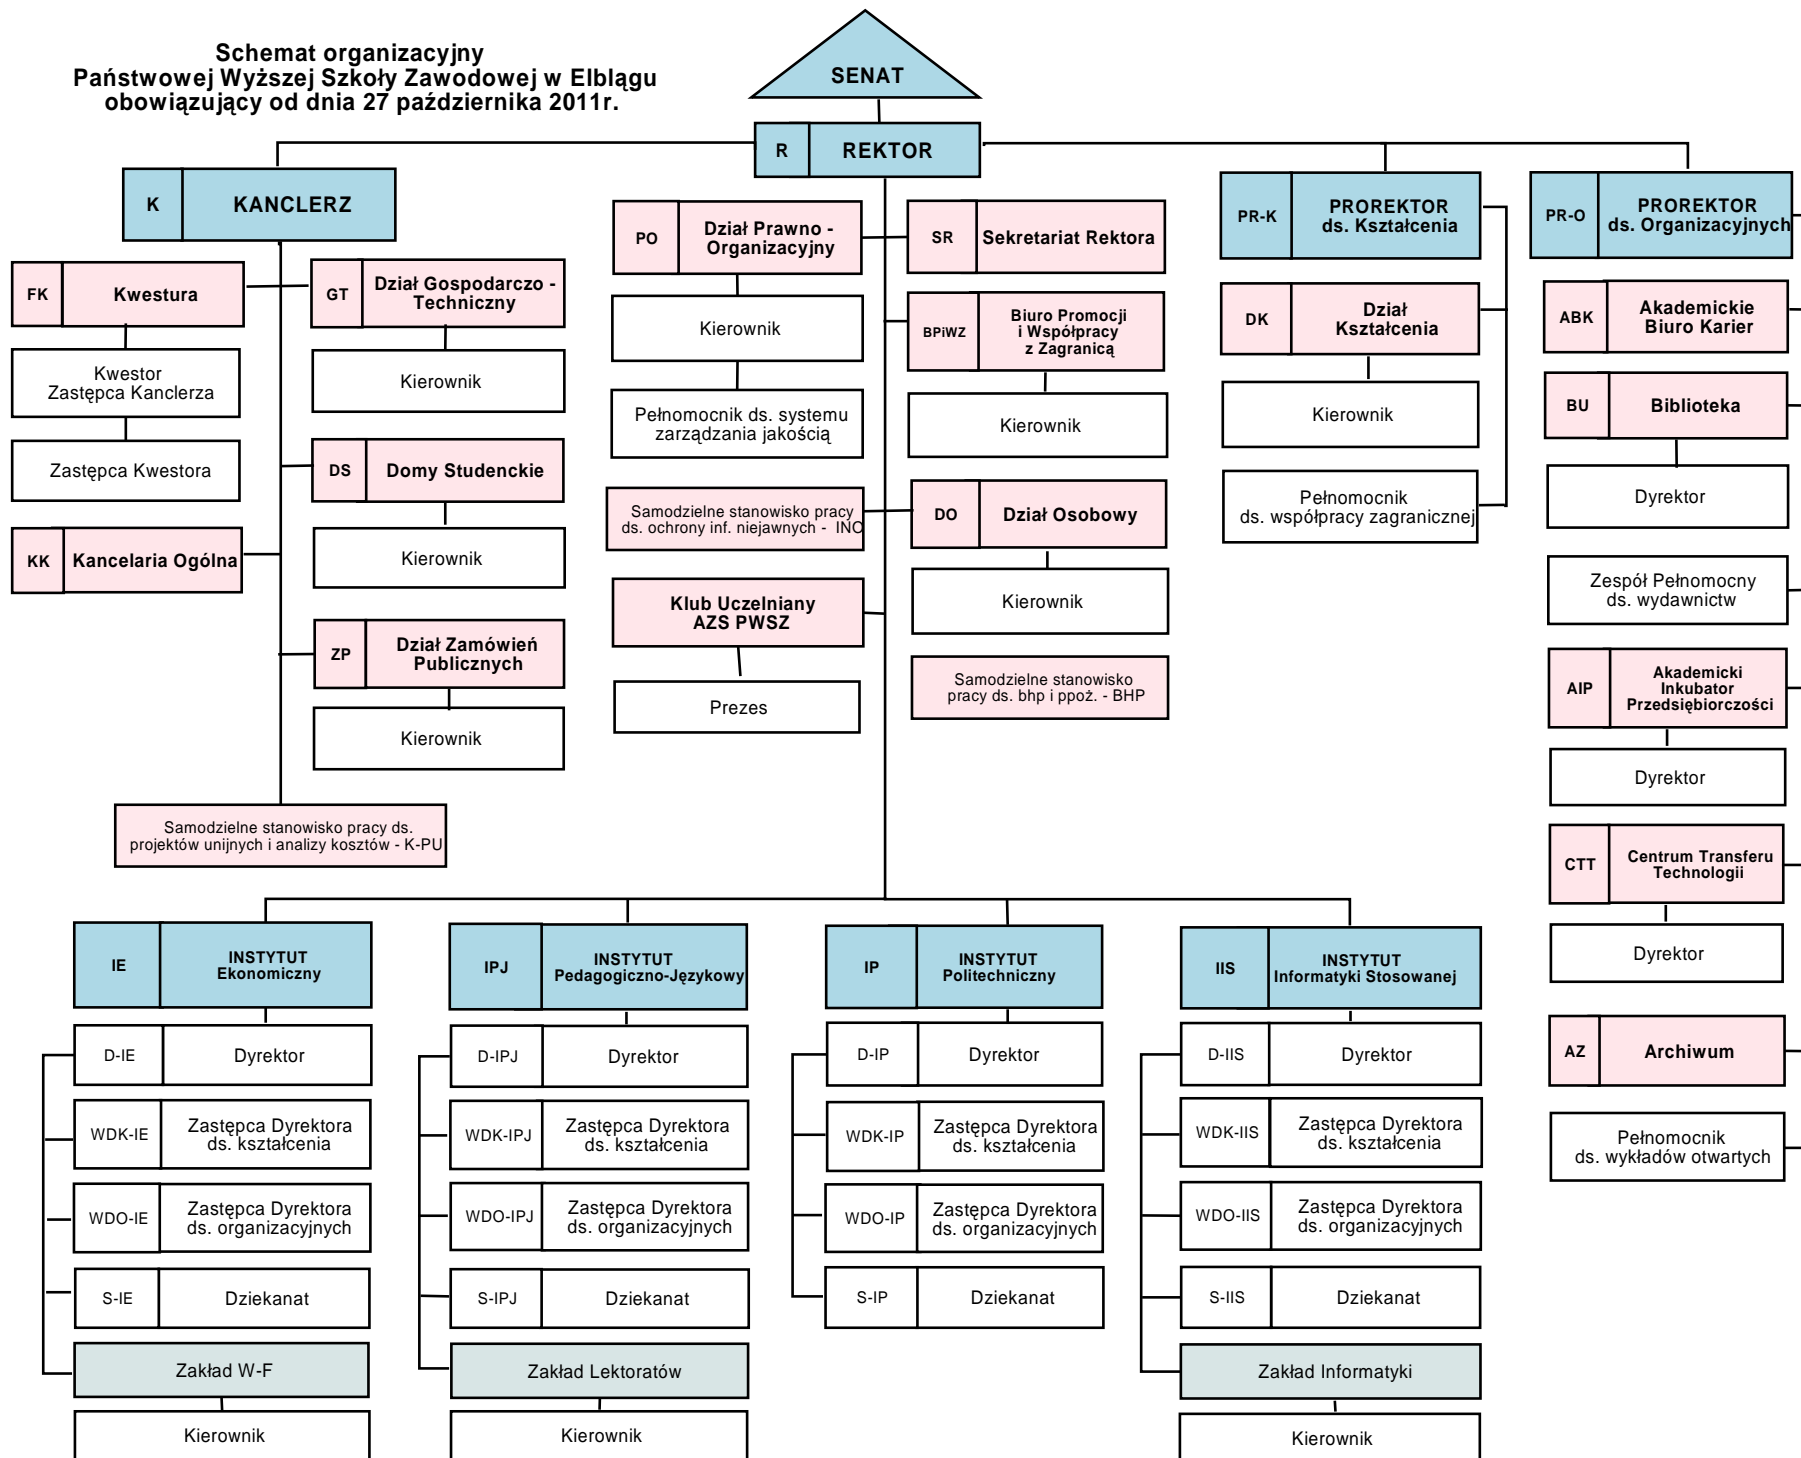 Schemat organizacyjny
Państwowej Wyższej Szkoły Zawodowej w Elblągu
obowiązujący od dnia 27 października 2011r.
SENAT
R
REKTOR
K
KANCLERZ
FK
Kwestura
Kwestor
Zastępca Kanclerza
Zastępca Kwestora
KK
Kancelaria Ogólna
GT
Dział Gospodarczo -
Techniczny
Kierownik
DS
Domy Studenckie
Kierownik
ZP
Dział Zamówień
Publicznych
Kierownik
Samodzielne stanowisko pracy ds.
projektów unijnych i analizy kosztów - K-PU
PO
Dział Prawno -
Organizacyjny
Kierownik
Pełnomocnik ds. systemu
zarządzania jakością
Samodzielne stanowisko pracy
ds. ochrony inf. niejawnych - INO
Klub Uczelniany
AZS PWSZ
Prezes
SR
Sekretariat Rektora
BPiWZ
Biuro Promocji
i Współpracy
z Zagranicą
Kierownik
DO
Dział Osobowy
Kierownik
Samodzielne stanowisko
pracy ds. bhp i ppoż. - BHP
PR-K
PROREKTOR
ds. Kształcenia
DK
Dział
Kształcenia
Kierownik
Pełnomocnik
ds. współpracy zagranicznej
PR-O
PROREKTOR
ds. Organizacyjnych
ABK
Akademickie
Biuro Karier
BU
Biblioteka
Dyrektor
Zespół Pełnomocny
ds. wydawnictw
AIP
Akademicki
Inkubator
Przedsiębiorczości
Dyrektor
CTT
Centrum Transferu
Technologii
Dyrektor
AZ
Archiwum
Pełnomocnik
ds. wykładów otwartych
IE
INSTYTUT
Ekonomiczny
D-IE
Dyrektor
WDK-IE
Zastępca Dyrektora
ds. kształcenia
WDO-IE
Zastępca Dyrektora
ds. organizacyjnych
S-IE
Dziekanat
Zakład W-F
Kierownik
IPJ
INSTYTUT
Pedagogiczno-Językowy
D-IPJ
Dyrektor
WDK-IPJ
Zastępca Dyrektora
ds. kształcenia
WDO-IPJ
Zastępca Dyrektora
ds. organizacyjnych
S-IPJ
Dziekanat
Zakład Lektoratów
Kierownik
IP
INSTYTUT
Politechniczny
D-IP
Dyrektor
WDK-IP
Zastępca Dyrektora
ds. kształcenia
WDO-IP
Zastępca Dyrektora
ds. organizacyjnych
S-IP
Dziekanat
IIS
INSTYTUT
Informatyki Stosowanej
D-IIS
Dyrektor
WDK-IIS
Zastępca Dyrektora
ds. kształcenia
WDO-IIS
Zastępca Dyrektora
ds. organizacyjnych
S-IIS
Dziekanat
Zakład Informatyki
Kierownik